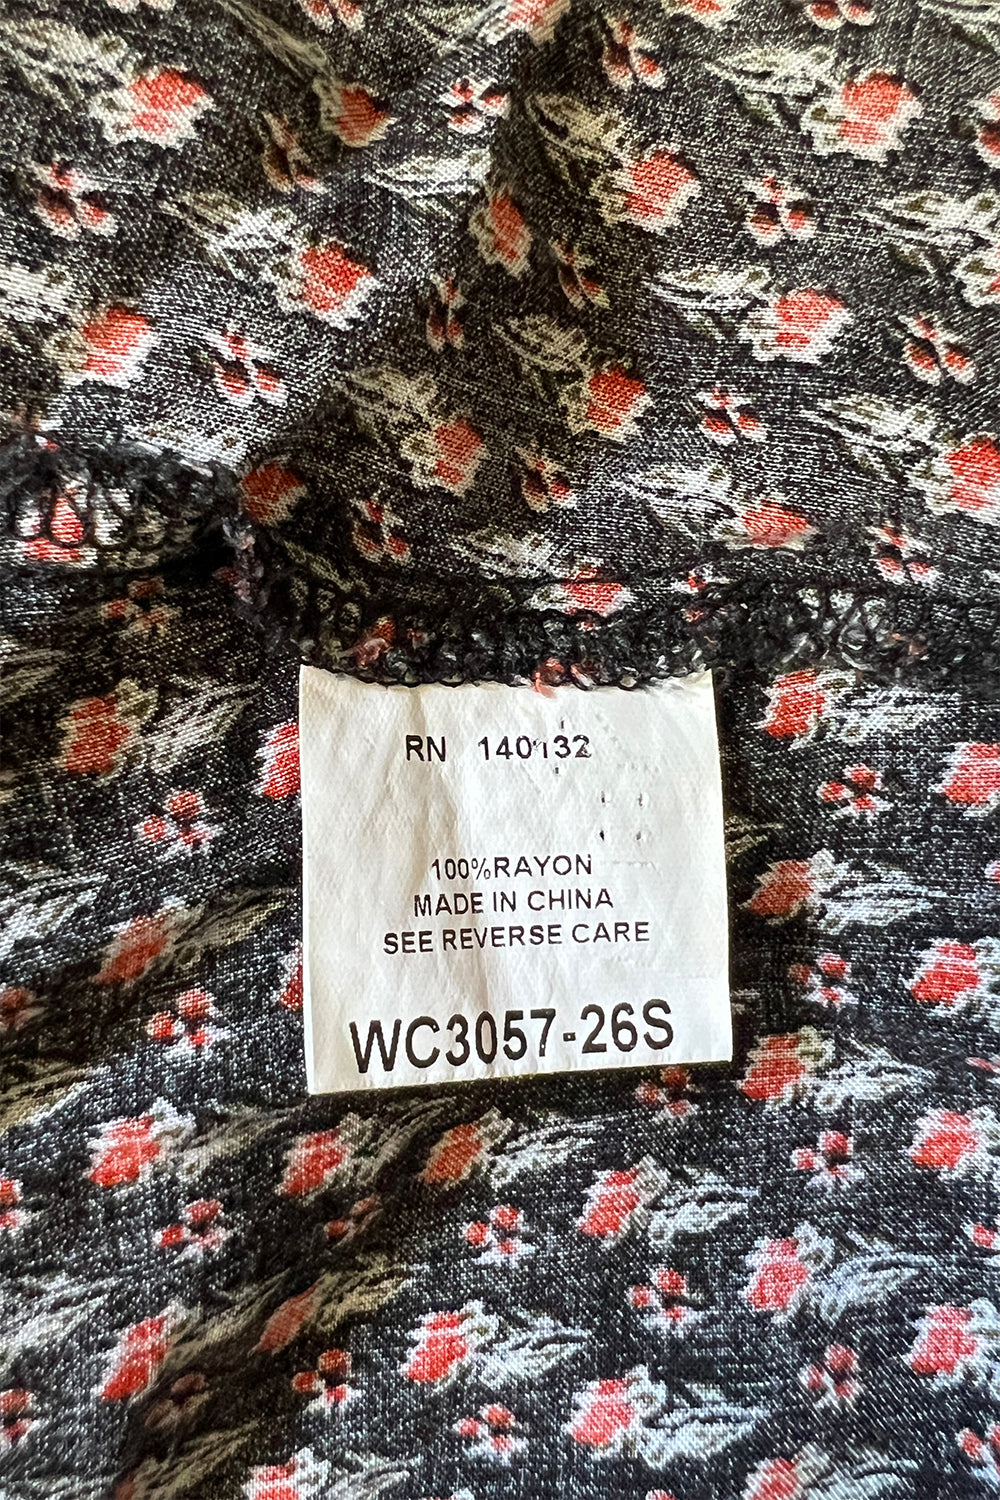 RN 140132
100%RAYON
MADE IN CHINA
SEE REVERSE CARE
WC3057-26S